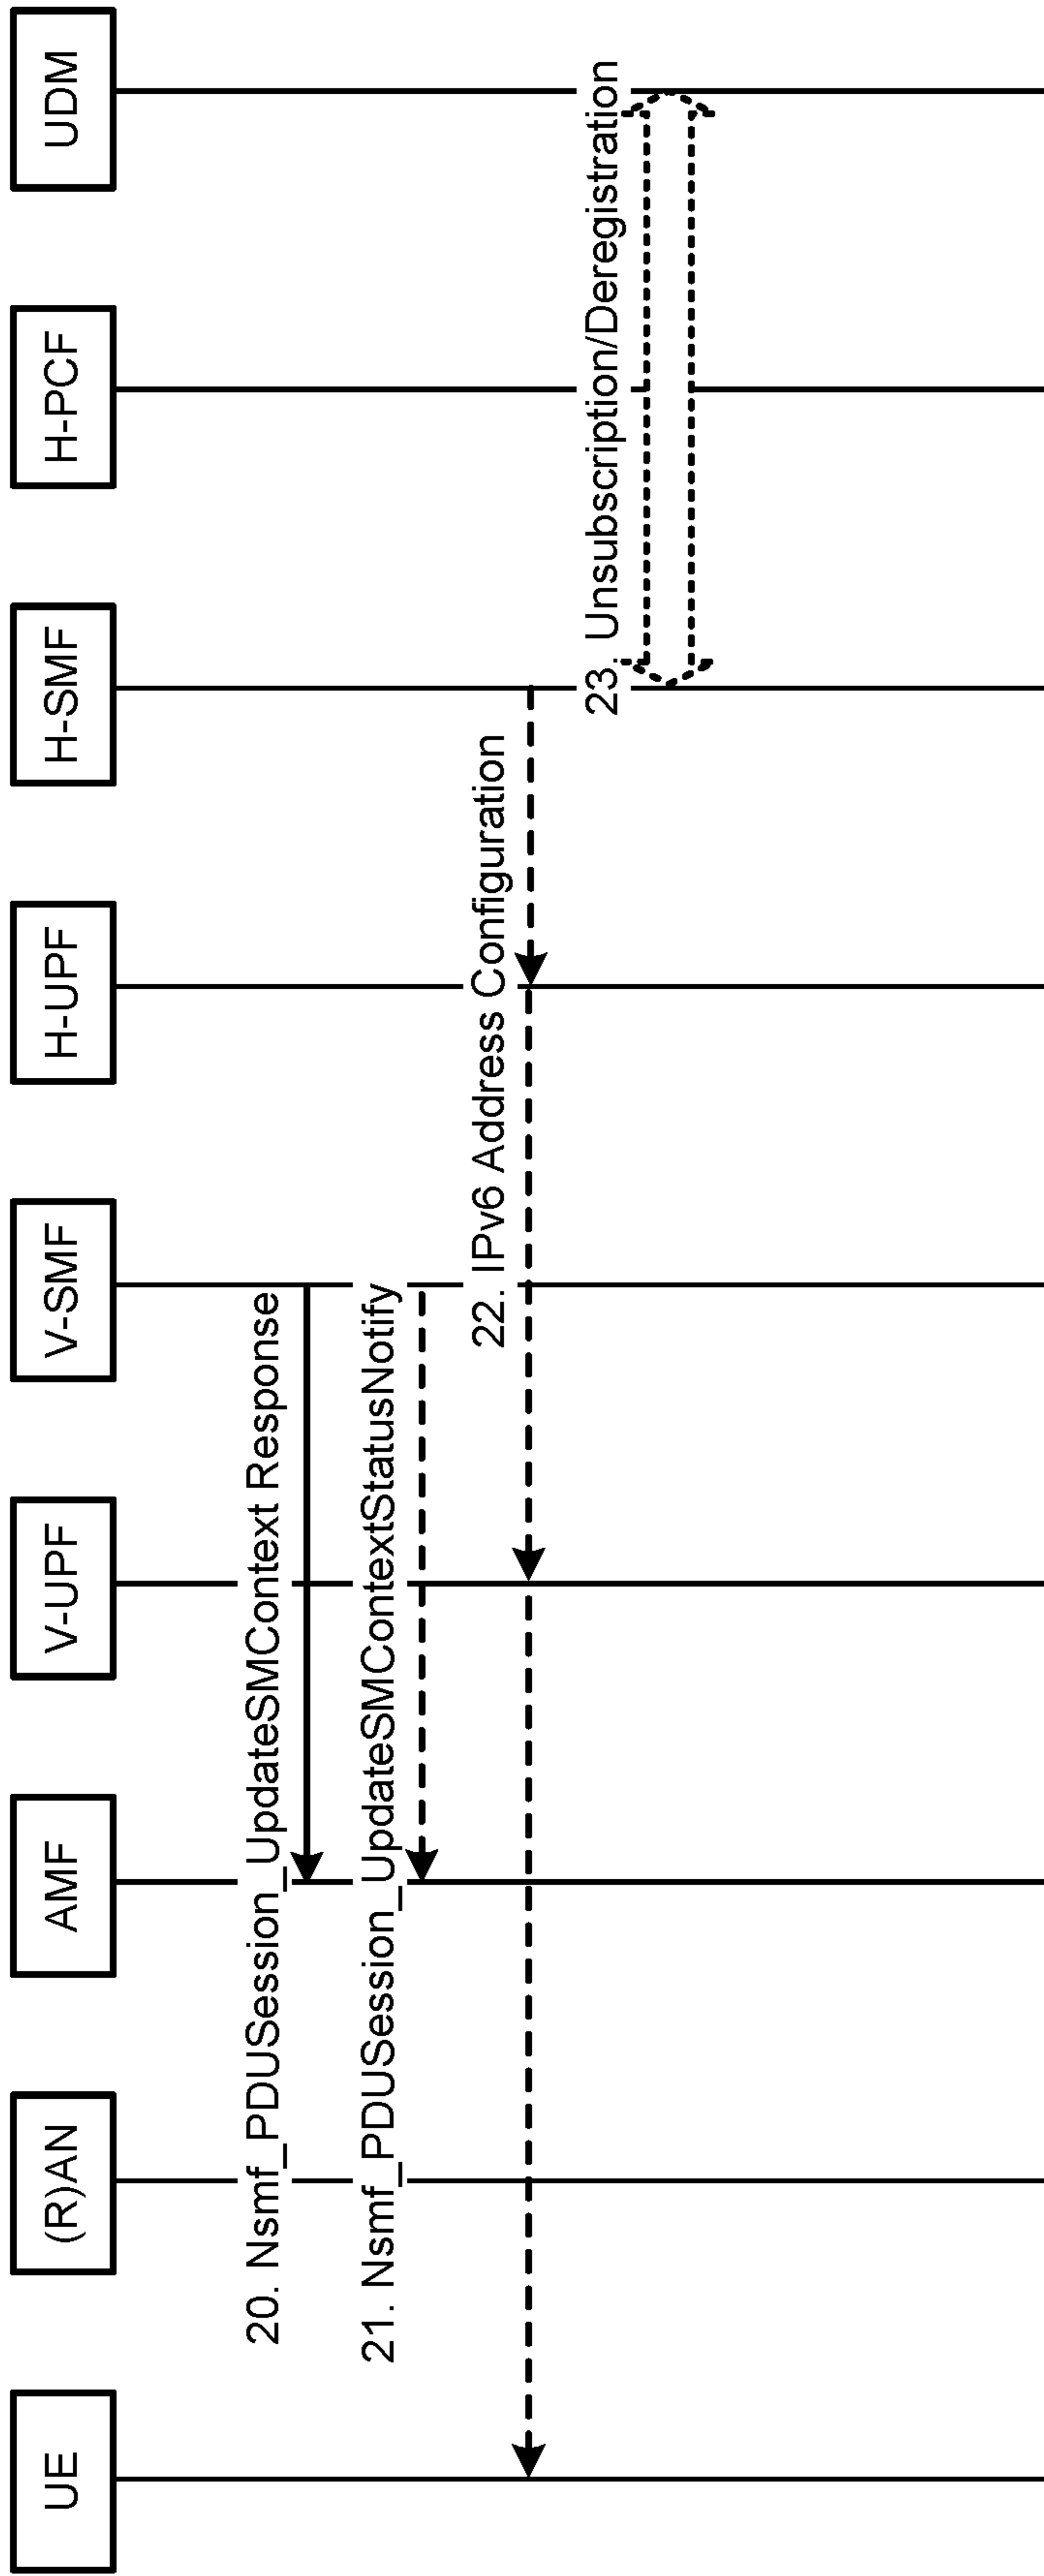 UE
(R)AN
AMF
V-UPF
V-SMF
H-UPF
H-SMF
H-PCF
UDM
20. Nsmf_PDUSession_UpdateSMContext Response
21. Nsmf_PDUSession_UpdateSMContextStatusNotify
22. IPv6 Address Configuration
23. Unsubscription/Deregistration